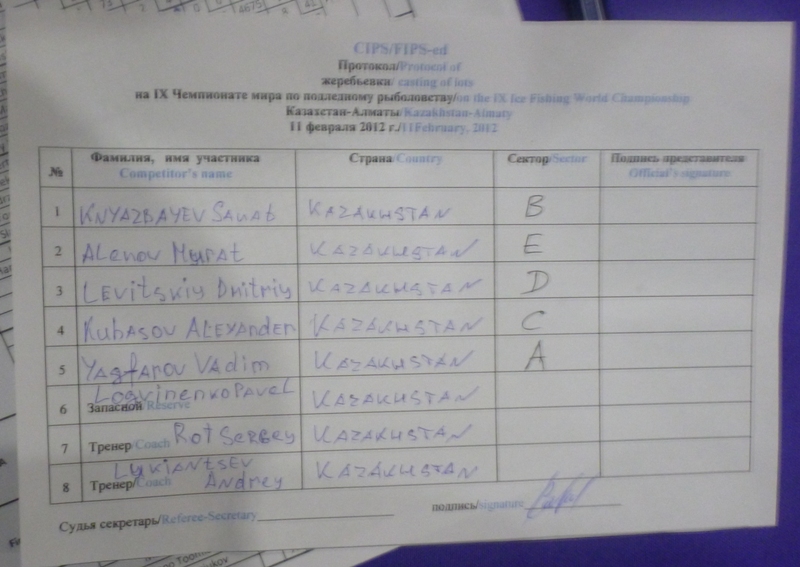 CIPS/FIPS-ed
Протокол/Protocol of
жеребьевки/ casting of lots
на IX Чемпионате мира по подледному рыболовству/on the IX Ice Fishing World Championship
Казахстан-Алматы/Kazakhstan-Almaty
11 февраля 2012 г./11February, 2012
№ Фамилия, имя участника Страна/Country Сектор/Sector Подпись представителя
Competitor's name Official's signature
1 KNYAZBAYEV Sanat KAZAKHSTAN B
2 Alenov Murat KAZAKHSTAN E
3 LEVitskiy Dmitriy KAZAKHSTAN D
4 Kubasov ALEXANDER KAZAKHSTAN C
5 Yagfarov VAdim KAZAKHSTAN A
Logvinenko Pavel
6 Запасной/Reserve KAZAKHSTAN
7 Тренер/Coach Rot Sergey KAZAKHSTAN
Lukiantsev
8 Тренер/Coach Andrey KAZAKHSTAN
Судья секретарь/Referee-Secretary подпись/signature
4675